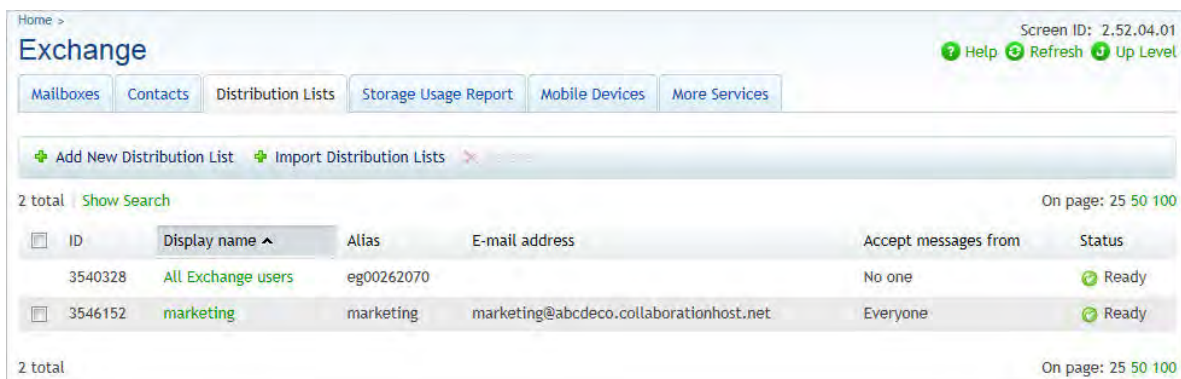 Home >
Exchange
Screen ID: 2.52.04.01
Help Refresh Up Level
Mailboxes Contacts Distribution Lists Storage Usage Report Mobile Devices More Services
Add New Distribution List Import Distribution Lists
2 total Show Search On page: 25 50 100
ID Display name Alias E-mail address Accept messages from Status
3540328 All Exchange users eg00262070 No one Ready
3546152 marketing marketing marketing@abcdeco.collaborationhost.net Everyone Ready
2 total On page: 25 50 100